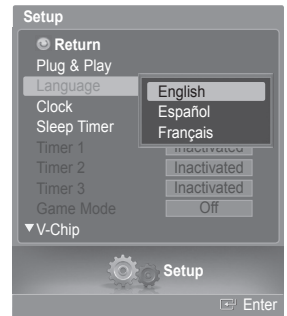 Setup
Return
Plug & Play
Language
English
Español
Français
Clock
Sleep Timer
Timer 1 Inactivated
Timer 2 Inactivated
Timer 3 Inactivated
Game Mode Off
▼V-Chip
Setup
Enter